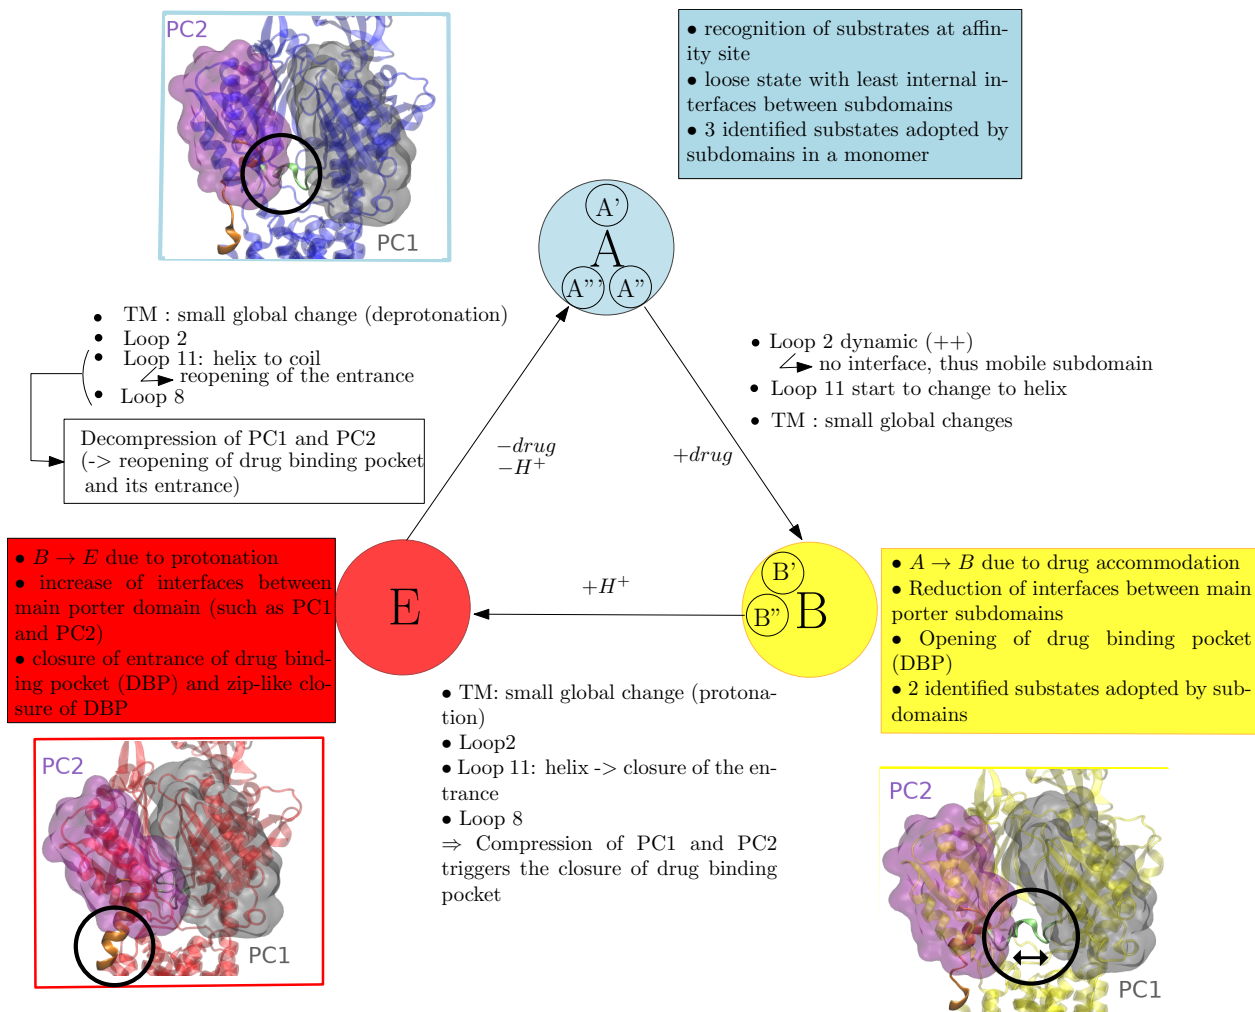 PC2
PC1
• recognition of substrates at affin-
ity site
• loose state with least internal in-
terfaces between subdomains
• 3 identified substates adopted by
subdomains in a monomer
A'
A
A"'
A"
• TM : small global change (deprotonation)
• Loop 2
• Loop 11: helix to coil
reopening of the entrance
• Loop 8
Decompression of PC1 and PC2
(-> reopening of drug binding pocket
and its entrance)
• Loop 2 dynamic (++)
no interface, thus mobile subdomain
• Loop 11 start to change to helix
• TM : small global changes
−drug
−H⁺
+drug
+H⁺
• B → E due to protonation
• increase of interfaces between
main porter domain (such as PC1
and PC2)
• closure of entrance of drug bind-
ing pocket (DBP) and zip-like clo-
sure of DBP
E
B'
B"
B
• A → B due to drug accommodation
• Reduction of interfaces between main
porter subdomains
• Opening of drug binding pocket
(DBP)
• 2 identified substates adopted by sub-
domains
• TM: small global change (protona-
tion)
• Loop2
• Loop 11: helix -> closure of the en-
trance
• Loop 8
⇒ Compression of PC1 and PC2
triggers the closure of drug binding
pocket
PC2
PC1
PC2
PC1